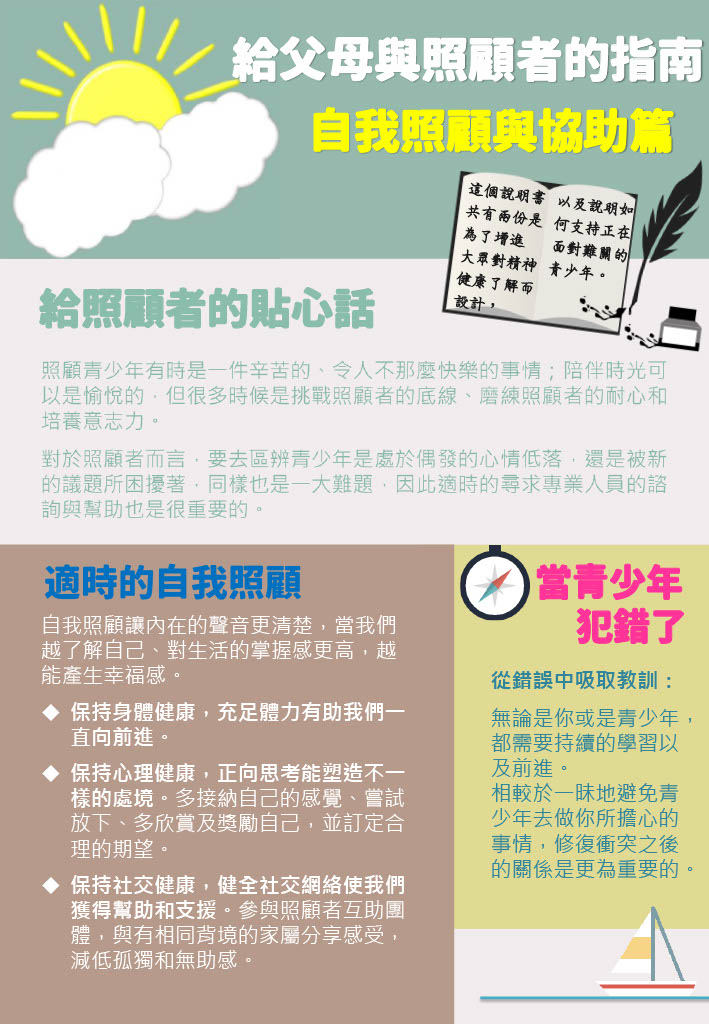 給父母與照顧者的指南
自我照顧與協助篇
這個說明書
共有兩份是
為了增進
大眾對精神
健康了解而
設計，
以及說明如
何支持正在
面對難關的
青少年。
給照顧者的貼心話
照顧青少年有時是一件辛苦的、令人不那麼快樂的事情；陪伴時光可
以是愉悅的，但很多時候是挑戰照顧者的底線、磨練照顧者的耐心和
培養意志力。
對於照顧者而言，要去區辨青少年是處於偶發的心情低落，還是被新
的議題所困擾著，同樣也是一大難題，因此適時的尋求專業人員的諮
詢與幫助也是很重要的。
適時的自我照顧
自我照顧讓內在的聲音更清楚，當我們
越了解自己、對生活的掌握感更高，越
能產生幸福感。
◆ 保持身體健康，充足體力有助我們一
直向前進。
◆ 保持心理健康，正向思考能塑造不一
樣的處境。多接納自己的感覺、嘗試
放下、多欣賞及獎勵自己，並訂定合
理的期望。
◆ 保持社交健康，健全社交網絡使我們
獲得幫助和支援。參與照顧者互助團
體，與有相同背境的家屬分享感受，
減低孤獨和無助感。
當青少年
犯錯了
從錯誤中吸取教訓：
無論是你或是青少年，
都需要持續的學習以
及前進。
相較於一昧地避免青
少年去做你所擔心的
事情，修復衝突之後
的關係是更為重要的。